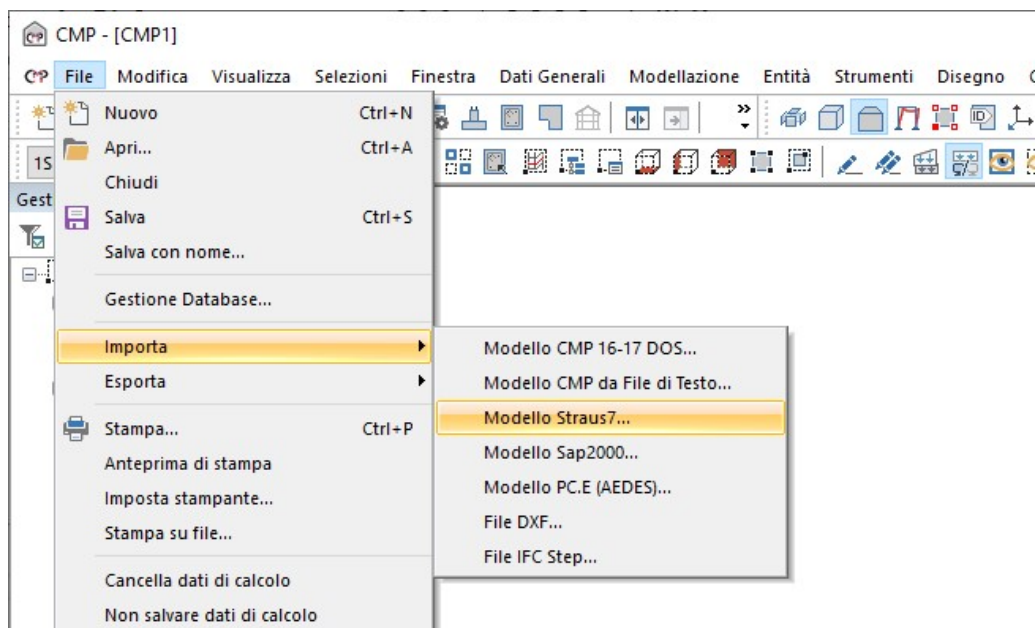 CMP - [CMP1]
File Modifica Visualizza Selezioni Finestra Dati Generali Modellazione Entità Strumenti Disegno
Nuovo Ctrl+N
Apri... Ctrl+A
1S
Chiudi
Gest
Salva Ctrl+S
Salva con nome...
Gestione Database...
Importa
Esporta
Stampa... Ctrl+P
Anteprima di stampa
Imposta stampante...
Stampa su file...
Cancella dati di calcolo
Non salvare dati di calcolo
Modello CMP 16-17 DOS...
Modello CMP da File di Testo...
Modello Straus7...
Modello Sap2000...
Modello PC.E (AEDES)...
File DXF...
File IFC Step...